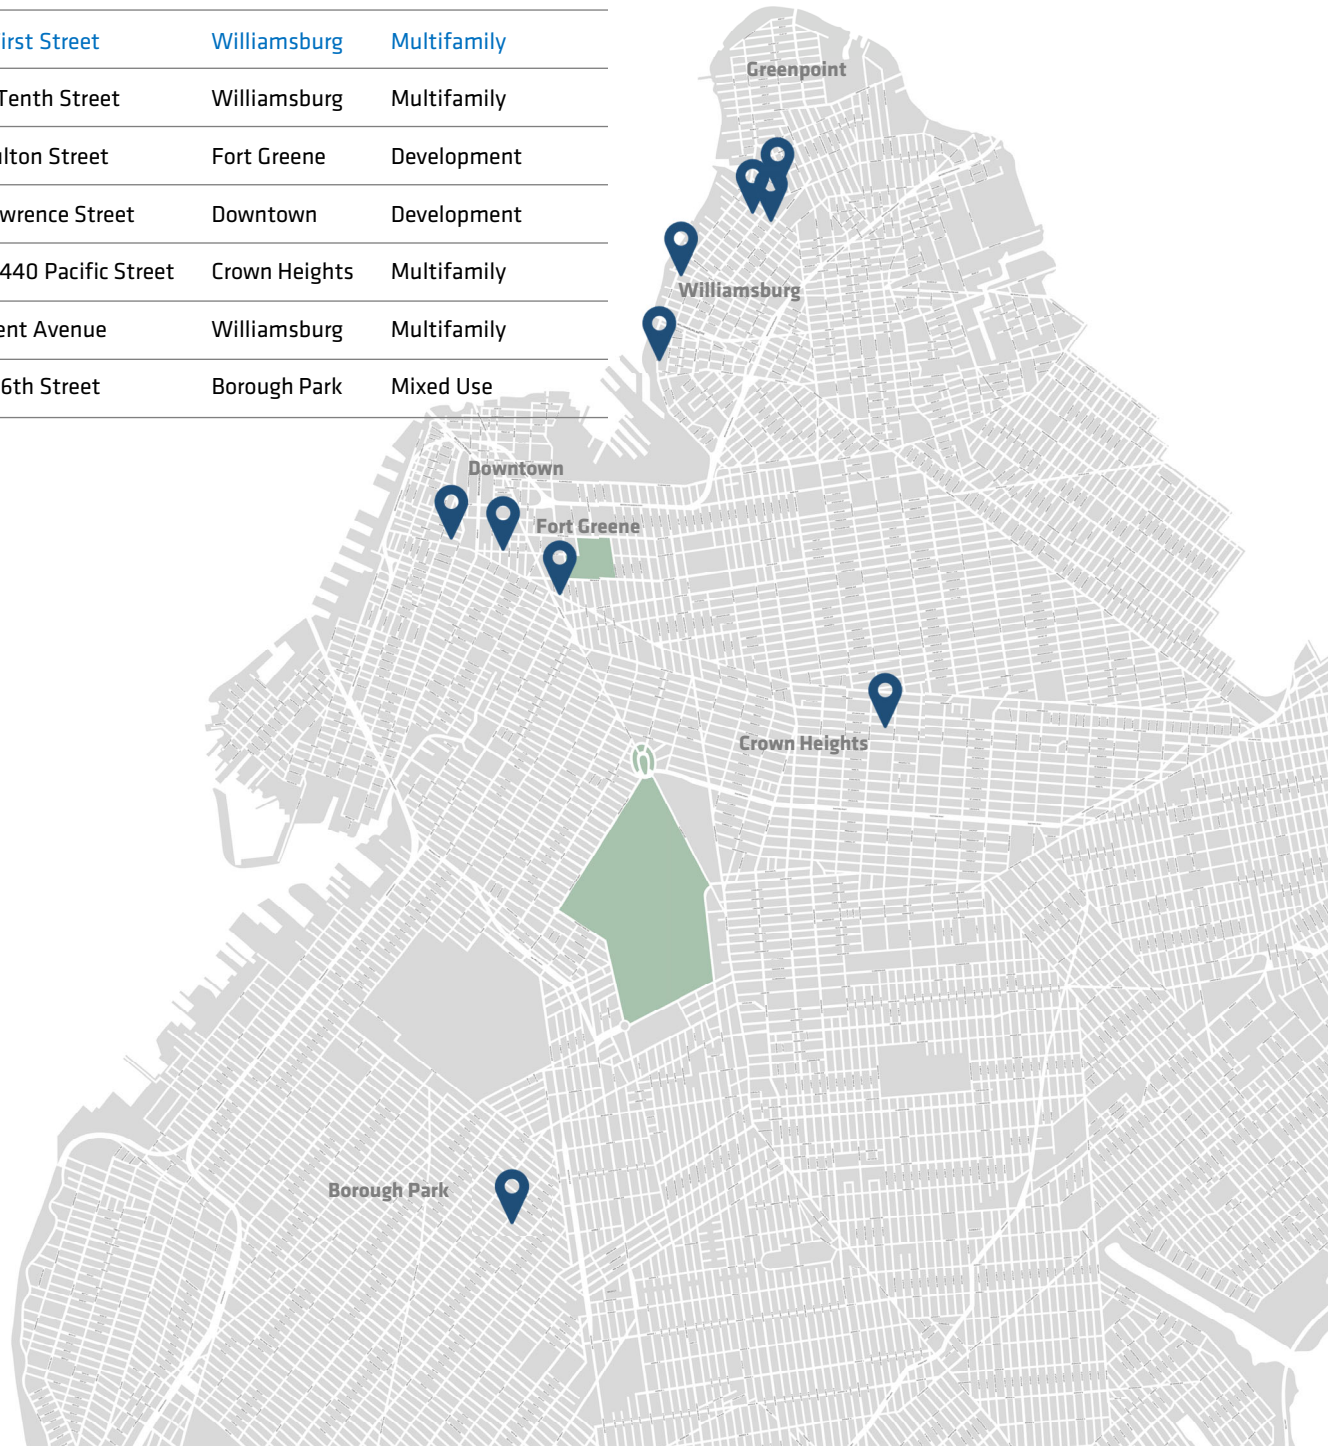 irst Street Williamsburg Multifamily
Tenth Street Williamsburg Multifamily
lton Street Fort Greene Development
wrence Street Downtown Development
440 Pacific Street Crown Heights Multifamily
ent Avenue Williamsburg Multifamily
6th Street Borough Park Mixed Use
Greenpoint
Williamsburg
Downtown
Fort Greene
Crown Heights
Borough Park